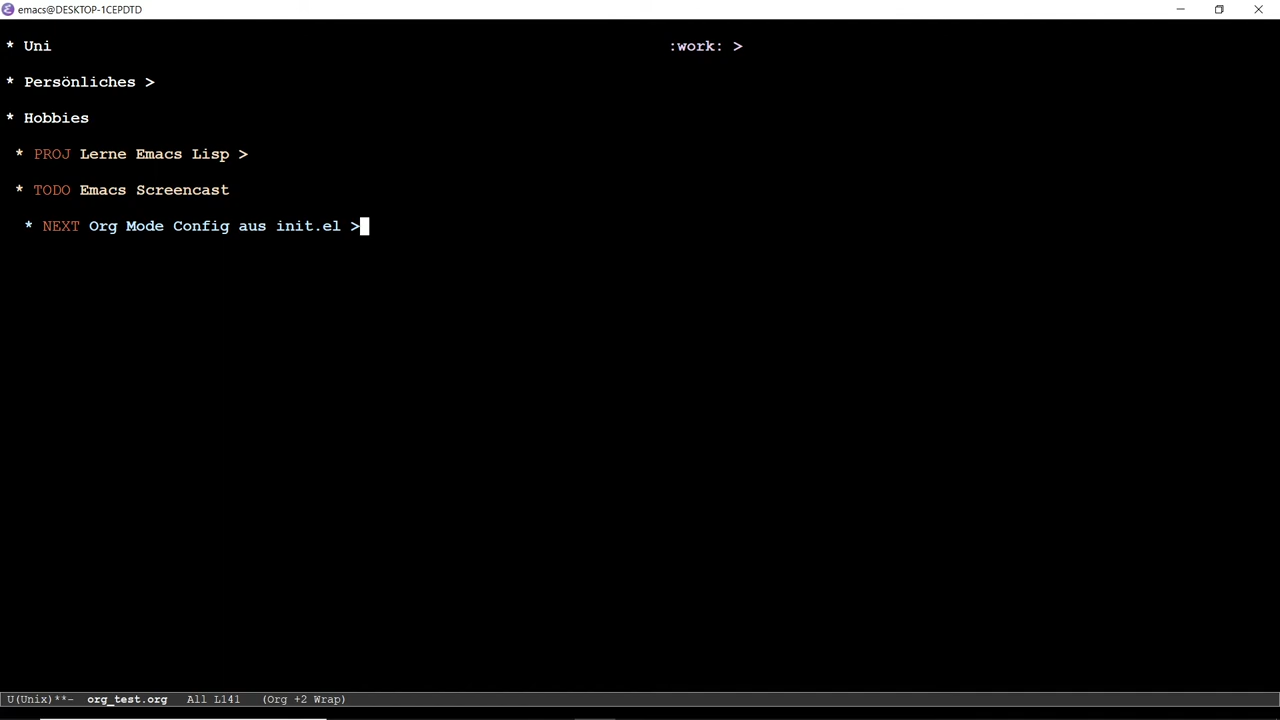 emacs@DESKTOP-1CEPDTD
* Uni :work: >
* Persönliches >
* Hobbies
* PROJ Lerne Emacs Lisp >
* TODO Emacs Screencast
* NEXT Org Mode Config aus init.el >
U(Unix)**- org_test.org All L141 (Org +2 Wrap)